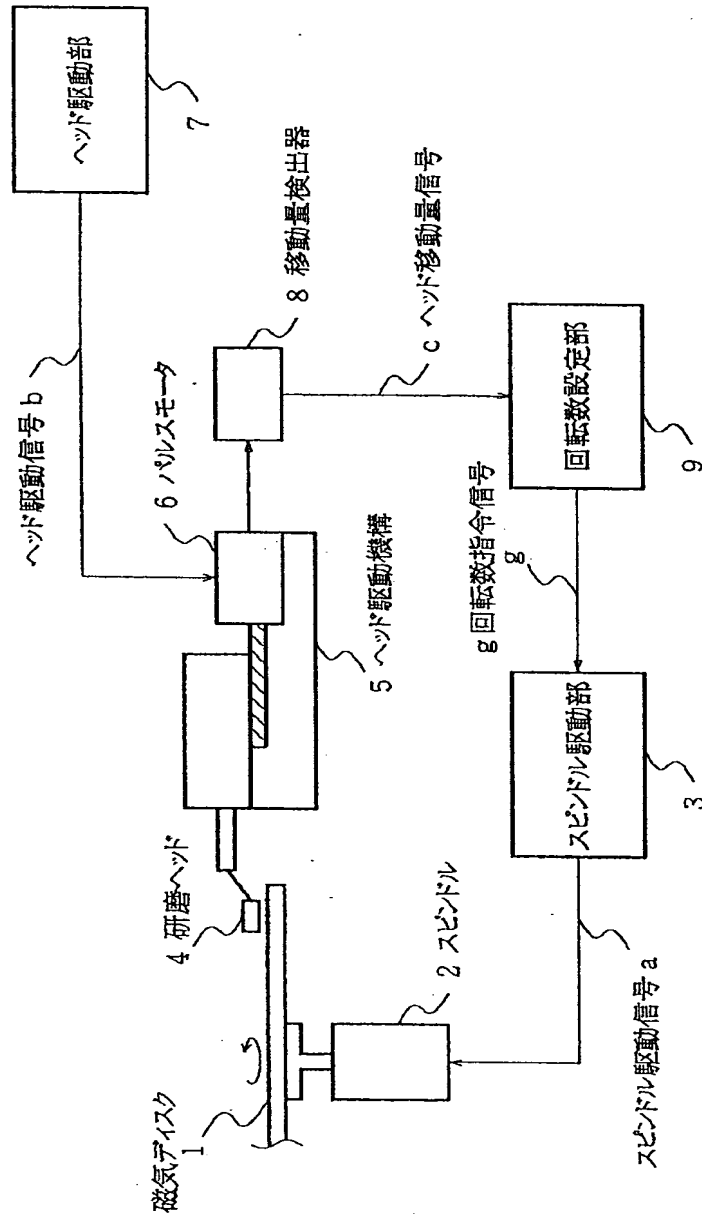 ヘッド駆動部
7
ヘッド駆動信号b
8 移動量検出器
6 パルスモータ
c ヘッド移動量信号
5 ヘッド駆動機構
回転数設定部
9
g回転数指令信号
g
4 研磨ヘッド
スピンドル駆動部
3
2 スピンドル
磁気ディスク
1
スピンドル駆動信号a